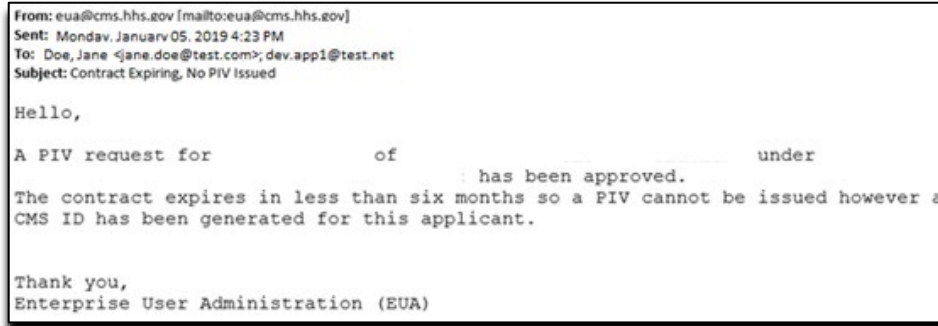 From: eua@cms.hhs.gov [mailto:eua@cms.hhs.gov]
Sent: Monday, January 05, 2019 4:23 PM
To: Doe, Jane <jane.doe@test.com>; dev.app1@test.net
Subject: Contract Expiring, No PIV Issued
Hello,
A PIV request for of under
has been approved.
The contract expires in less than six months so a PIV cannot be issued however a
CMS ID has been generated for this applicant.
Thank you,
Enterprise User Administration (EUA)